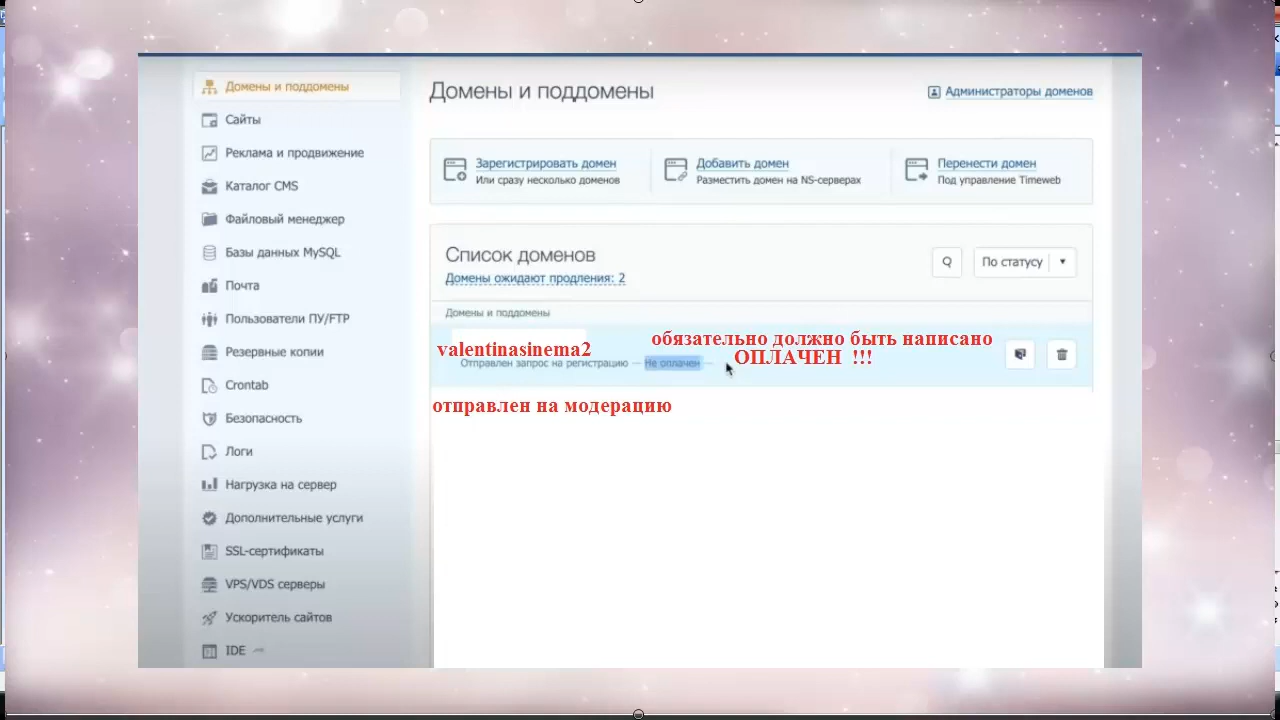 Домены и поддомены
Сайты
Реклама и продвижение
Каталог CMS
Файловый менеджер
Базы данных MySQL
Почта
Пользователи ПУ/FTP
Резервные копии
Crontab
Безопасность
Логи
Нагрузка на сервер
Дополнительные услуги
SSL-сертификаты
VPS/VDS серверы
Ускоритель сайтов
IDE
Домены и поддомены
Администраторы доменов
Зарегистрировать домен
Или сразу несколько доменов
Добавить домен
Разместить домен на NS-серверах
Перенести домен
Под управление Timeweb
Список доменов
Домены ожидают продления: 2
По статусу
Домены и поддомены
valentinasinema2
Отправлен запрос на регистрацию — Не оплачен —
обязательно должно быть написано
ОПЛАЧЕН !!!
отправлен на модерацию